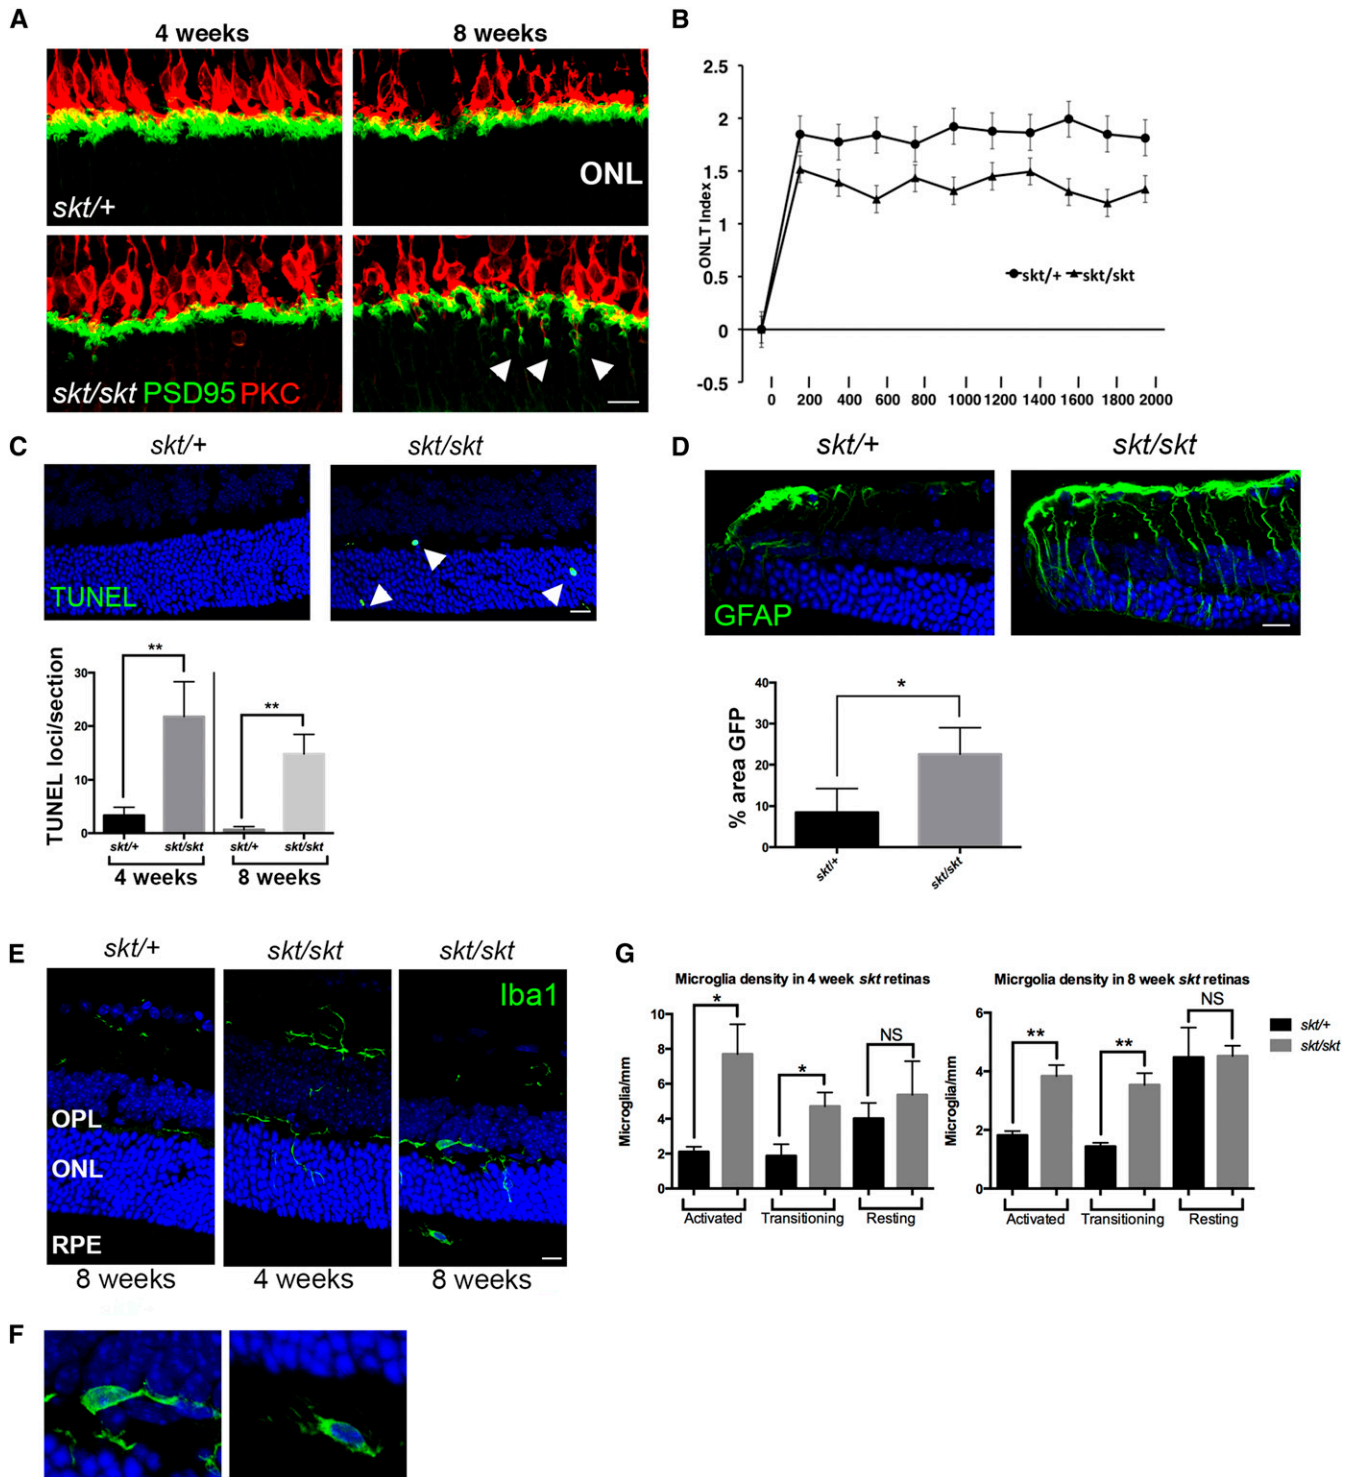 A
4 weeks
8 weeks
skt/+
ONL
skt/skt PSD95 PKC
B
2.5
2
1.5
1
0.5
0
-0.5
ONLT Index
skt/+ skt/skt
0 200 400 600 800 1000 1200 1400 1600 1800 2000
C
skt/+
skt/skt
TUNEL
TUNEL loci/section
30
20
10
0
**
**
skt/+ skt/skt skt/+ skt/skt
4 weeks 8 weeks
D
skt/+
skt/skt
GFAP
% area GFP
40
30
20
10
0
*
skt/+
skt/skt
E
skt/+
skt/skt
skt/skt
Iba1
OPL
ONL
RPE
8 weeks
4 weeks
8 weeks
F
G
Microglia density in 4 week skt retinas
Microglia/mm
10
8
6
4
2
0
*
*
NS
Activated Transitioning Resting
Micrgolia density in 8 week skt retinas
Microglia/mm
6
4
2
0
**
**
NS
Activated Transitioning Resting
skt/+
skt/skt